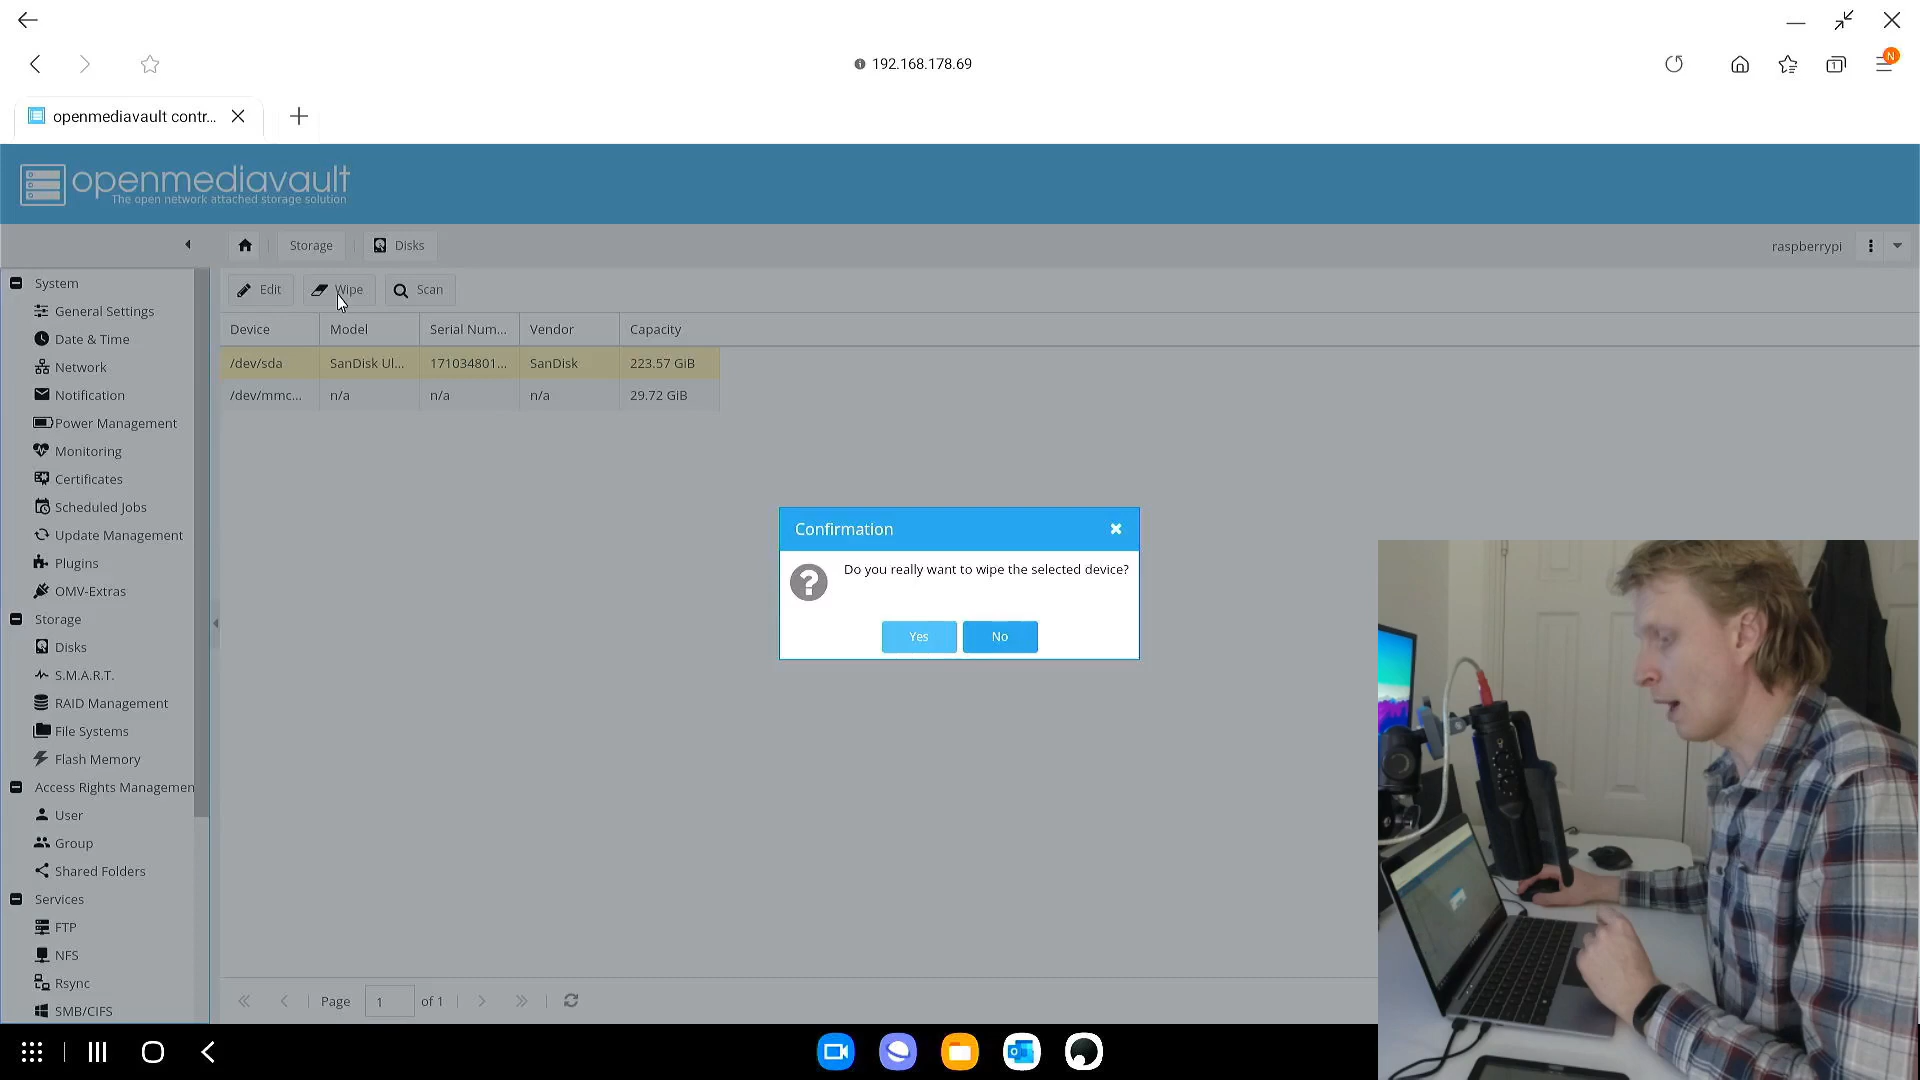 192.168.178.69
1
N
openmediavault contr...
openmediavault
The open network attached storage solution
Storage
Disks
raspberrypi
System
General Settings
Date & Time
Network
Notification
Power Management
Monitoring
Certificates
Scheduled Jobs
Update Management
Plugins
OMV-Extras
Storage
Disks
S.M.A.R.T.
RAID Management
File Systems
Flash Memory
Access Rights Managemen
User
Group
Shared Folders
Services
FTP
NFS
Rsync
SMB/CIFS
Edit
Wipe
Scan
Device Model Serial Num... Vendor Capacity
/dev/sda SanDisk Ul... 171034801... SanDisk 223.57 GiB
/dev/mmc... n/a n/a n/a 29.72 GiB
Confirmation
Do you really want to wipe the selected device?
Yes
No
Page 1 of 1